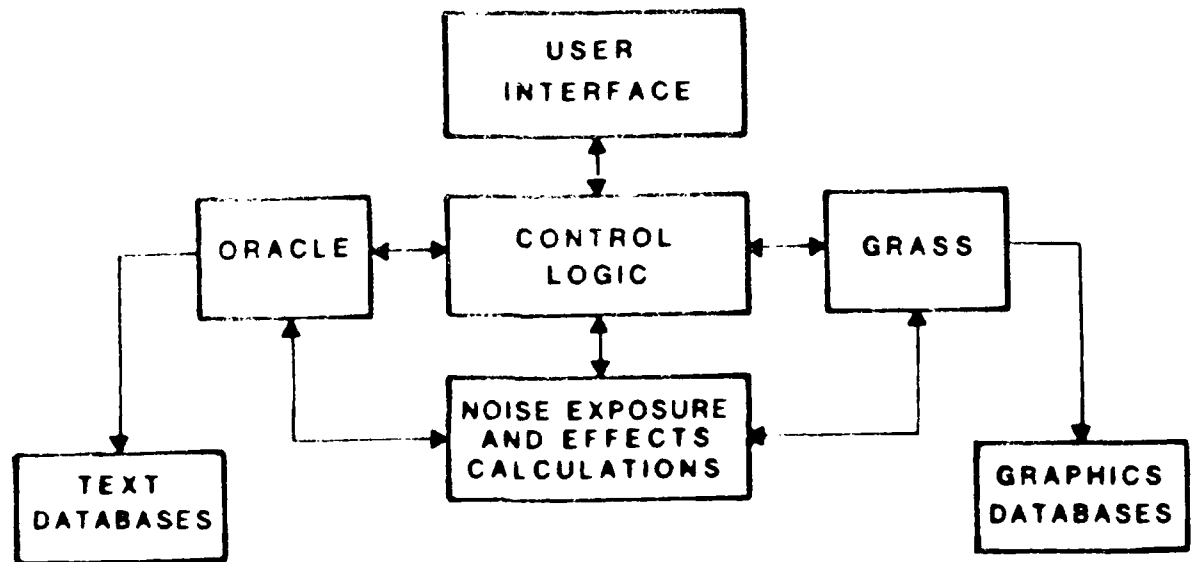 USER
INTERFACE
ORACLE
CONTROL
LOGIC
GRASS
NOISE EXPOSURE
AND EFFECTS
CALCULATIONS
TEXT
DATABASES
GRAPHICS
DATABASES